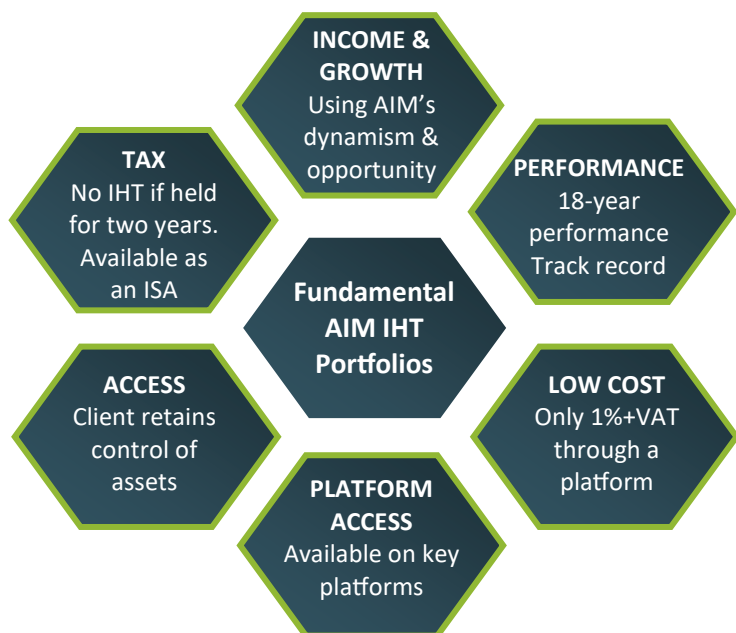 INCOME &
GROWTH
Using AIM’s
dynamism &
opportunity
TAX
No IHT if held
for two years.
Available as
an ISA
PERFORMANCE
18-year
performance
Track record
Fundamental
AIM IHT
Portfolios
ACCESS
Client retains
control of
assets
LOW COST
Only 1%+VAT
through a
platform
PLATFORM
ACCESS
Available on key
platforms